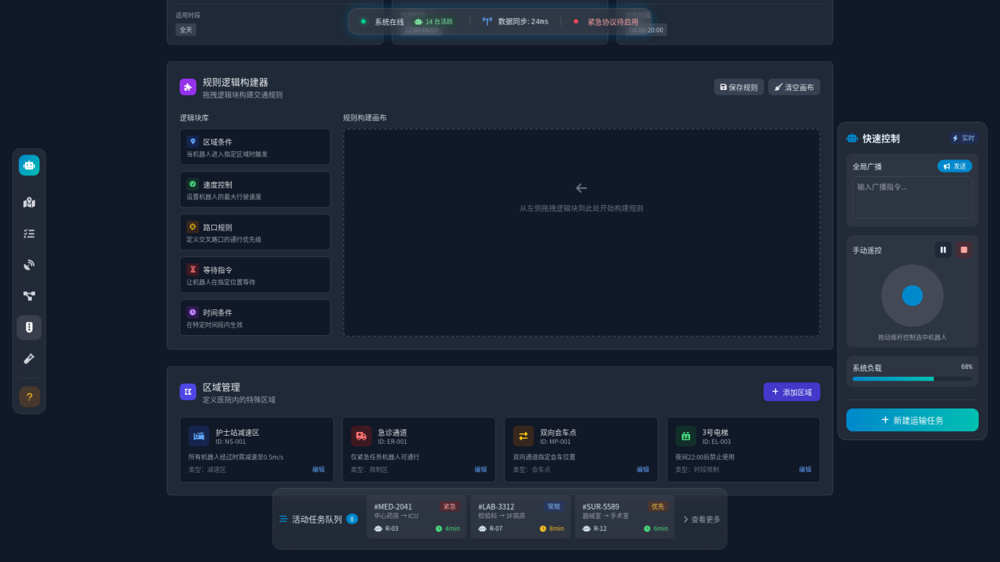 适用时段
全天
22:00-06:00
适用时段
08:00-20:00
系统在线
14 台活跃
数据同步: 24ms
紧急协议待启用
规则逻辑构建器
拖拽逻辑块构建交通规则
保存规则
清空画布
逻辑块库
区域条件
当机器人进入指定区域时触发
速度控制
设置机器人的最大行驶速度
路口规则
定义交叉路口的通行优先级
等待指令
让机器人在指定位置等待
时间条件
在特定时间段内生效
规则构建画布
从左侧拖拽逻辑块到此处开始构建规则
区域管理
定义医院内的特殊区域
添加区域
护士站减速区
ID: NS-001
所有机器人经过时需减速至0.5m/s
类型: 减速区
编辑
急诊通道
ID: ER-001
仅紧急任务机器人可通行
类型: 限制区
编辑
双向会车点
ID: MP-001
双向通道指定会车位置
类型: 会车点
编辑
3号电梯
ID: EL-003
夜间22:00后禁止使用
类型: 时段限制
编辑
活动任务队列 8
#MED-2041 紧急
中心药房 → ICU
R-03 4min
#LAB-3312 常规
检验科 → 3F病房
R-07 8min
#SUR-5589 优先
器械室 → 手术室
R-12 6min
查看更多
快速控制
实时
全局广播
发送
输入广播指令...
手动遥控
拖动摇杆控制选中机器人
系统负载 68%
新建运输任务
?